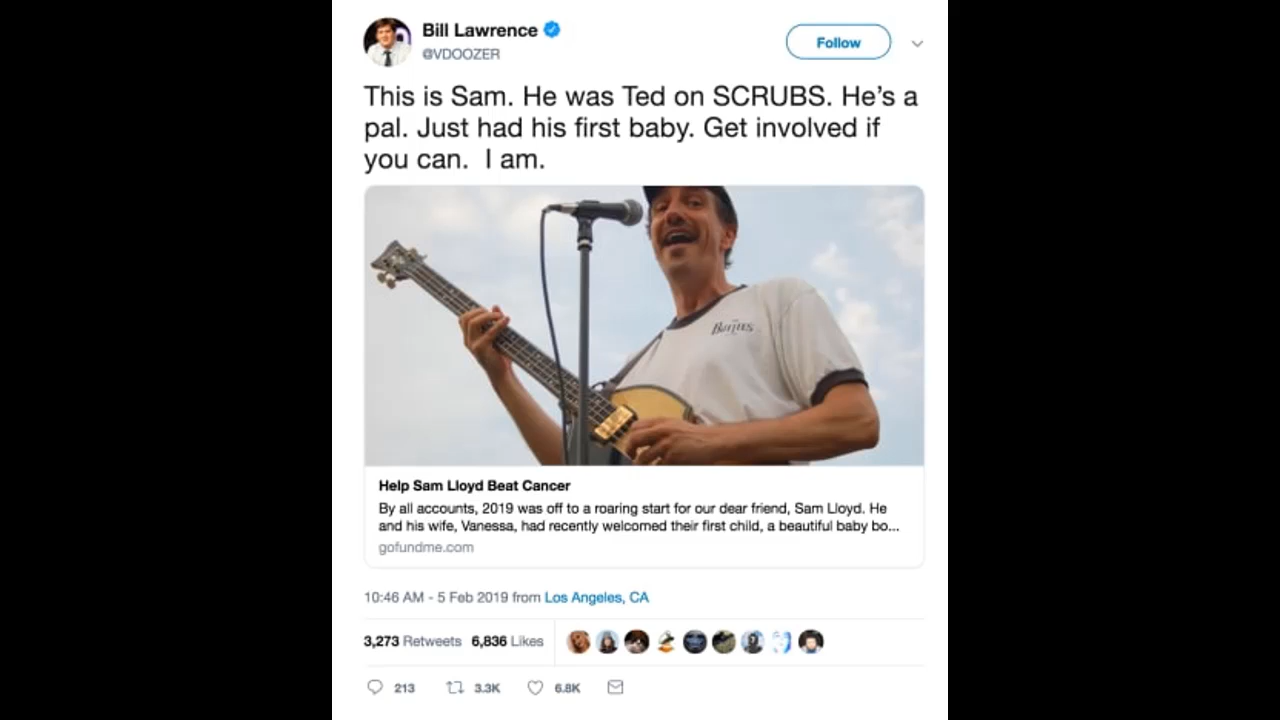 Bill Lawrence
@VDOOZER
Follow
This is Sam. He was Ted on SCRUBS. He's a
pal. Just had his first baby. Get involved if
you can.  I am.
Help Sam Lloyd Beat Cancer
By all accounts, 2019 was off to a roaring start for our dear friend, Sam Lloyd. He
and his wife, Vanessa, had recently welcomed their first child, a beautiful baby bo...
gofundme.com
10:46 AM - 5 Feb 2019 from Los Angeles, CA
3,273 Retweets 6,836 Likes
213 3.3K 6.8K